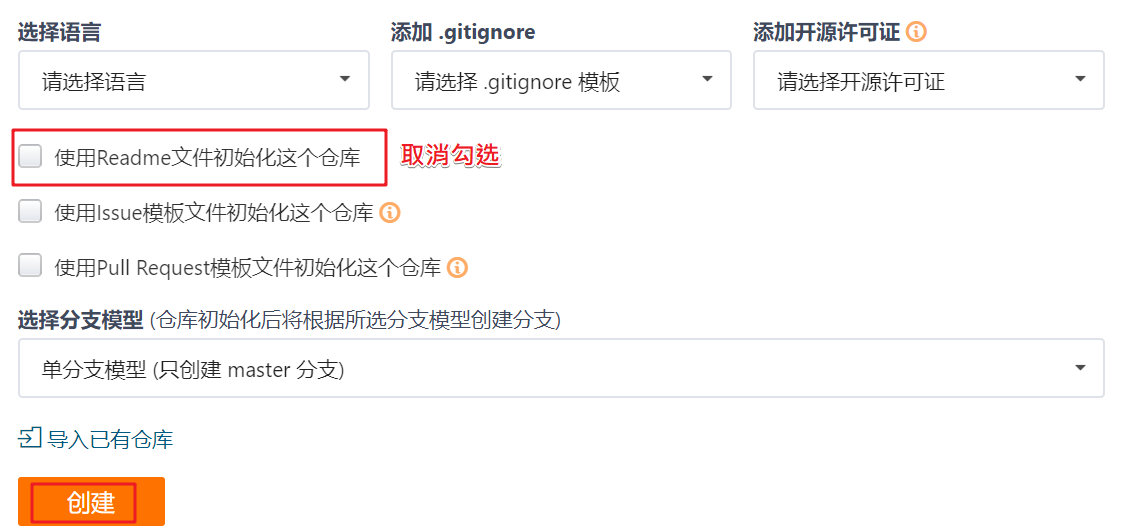 选择语言 添加 .gitignore 添加开源许可证
请选择语言 请选择 .gitignore 模板 请选择开源许可证
使用Readme文件初始化这个仓库 取消勾选
使用Issue模板文件初始化这个仓库
使用Pull Request模板文件初始化这个仓库
选择分支模型 (仓库初始化后将根据所选分支模型创建分支)
单分支模型 (只创建 master 分支)
导入已有仓库
创建